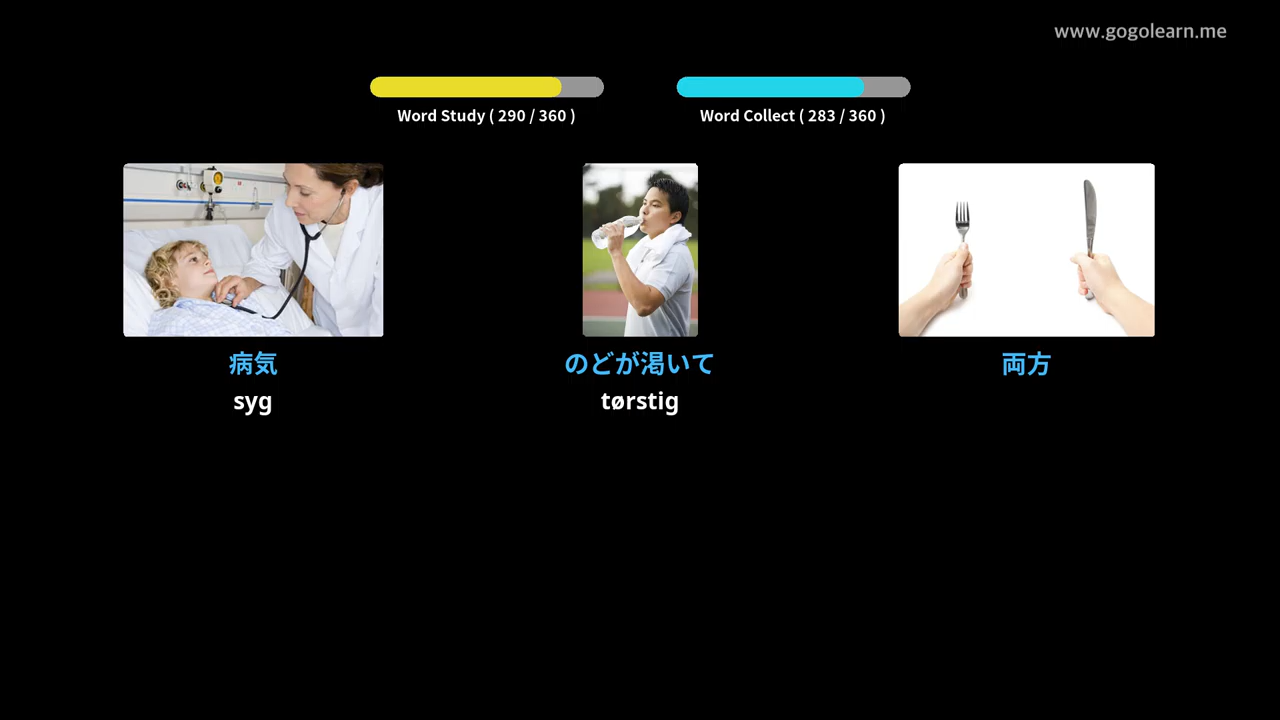 www.gogolearn.me
Word Study ( 290 / 360 )
Word Collect ( 283 / 360 )
病気
のどが渇いて
両方
syg
tørstig